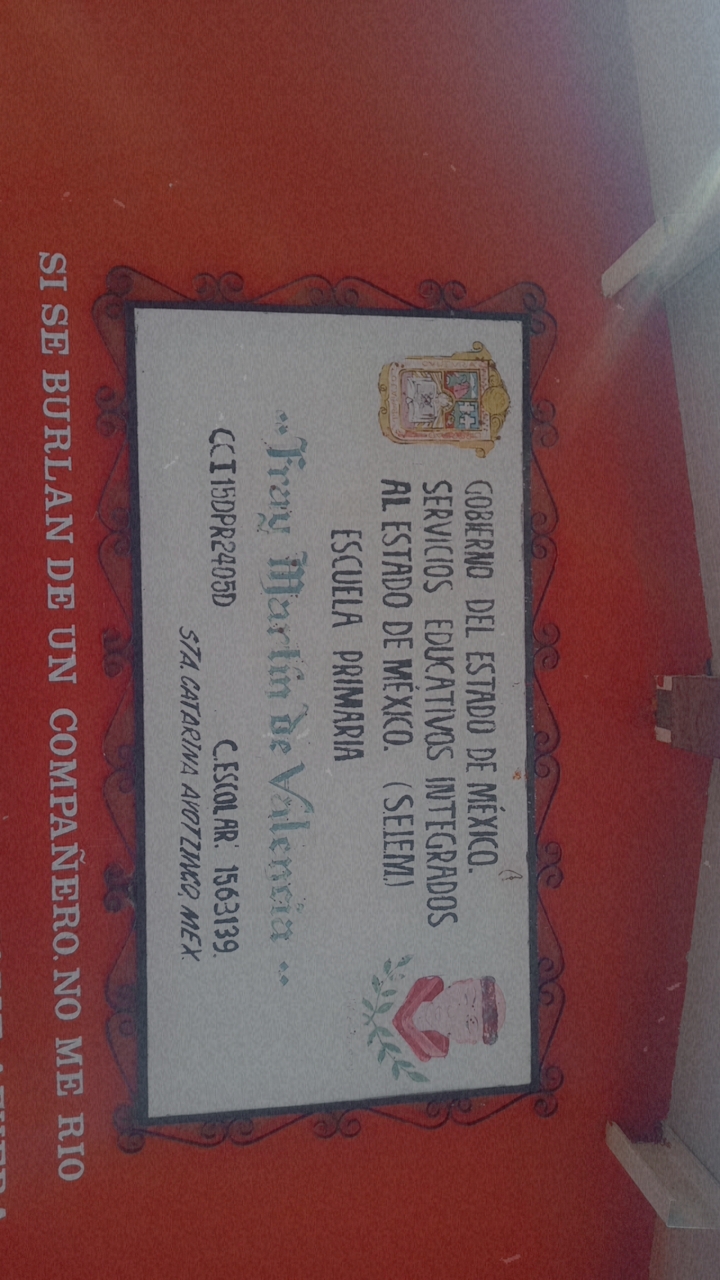 GOBIERNO DEL ESTADO DE MÉXICO.
SERVICIOS EDUCATIVOS INTEGRADOS
AL ESTADO DE MÉXICO. (SEIEM)
ESCUELA PRIMARIA
"Fray Martín de Valencia"
CCT15DPR2405D C.ESCOLAR: 1563139.
STA. CATARINA AYOTZINGO, MEX.
SI SE BURLAN DE UN COMPAÑERO. NO ME RIO